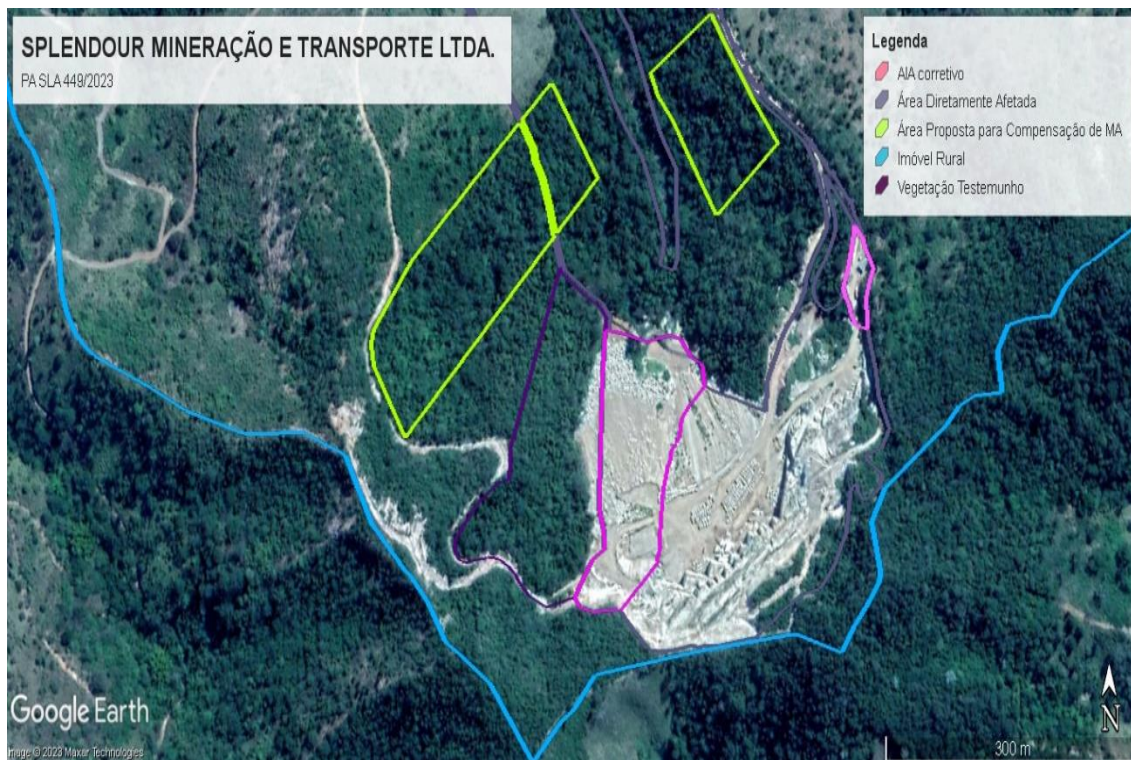 SPLENDOUR MINERAÇÃO E TRANSPORTE LTDA.
PA SLA 449/2023
Legenda
AIA corretivo
Área Diretamente Afetada
Área Proposta para Compensação de MA
Imóvel Rural
Vegetação Testemunho
Google Earth
Image © 2023 Maxar Technologies
N
300 m